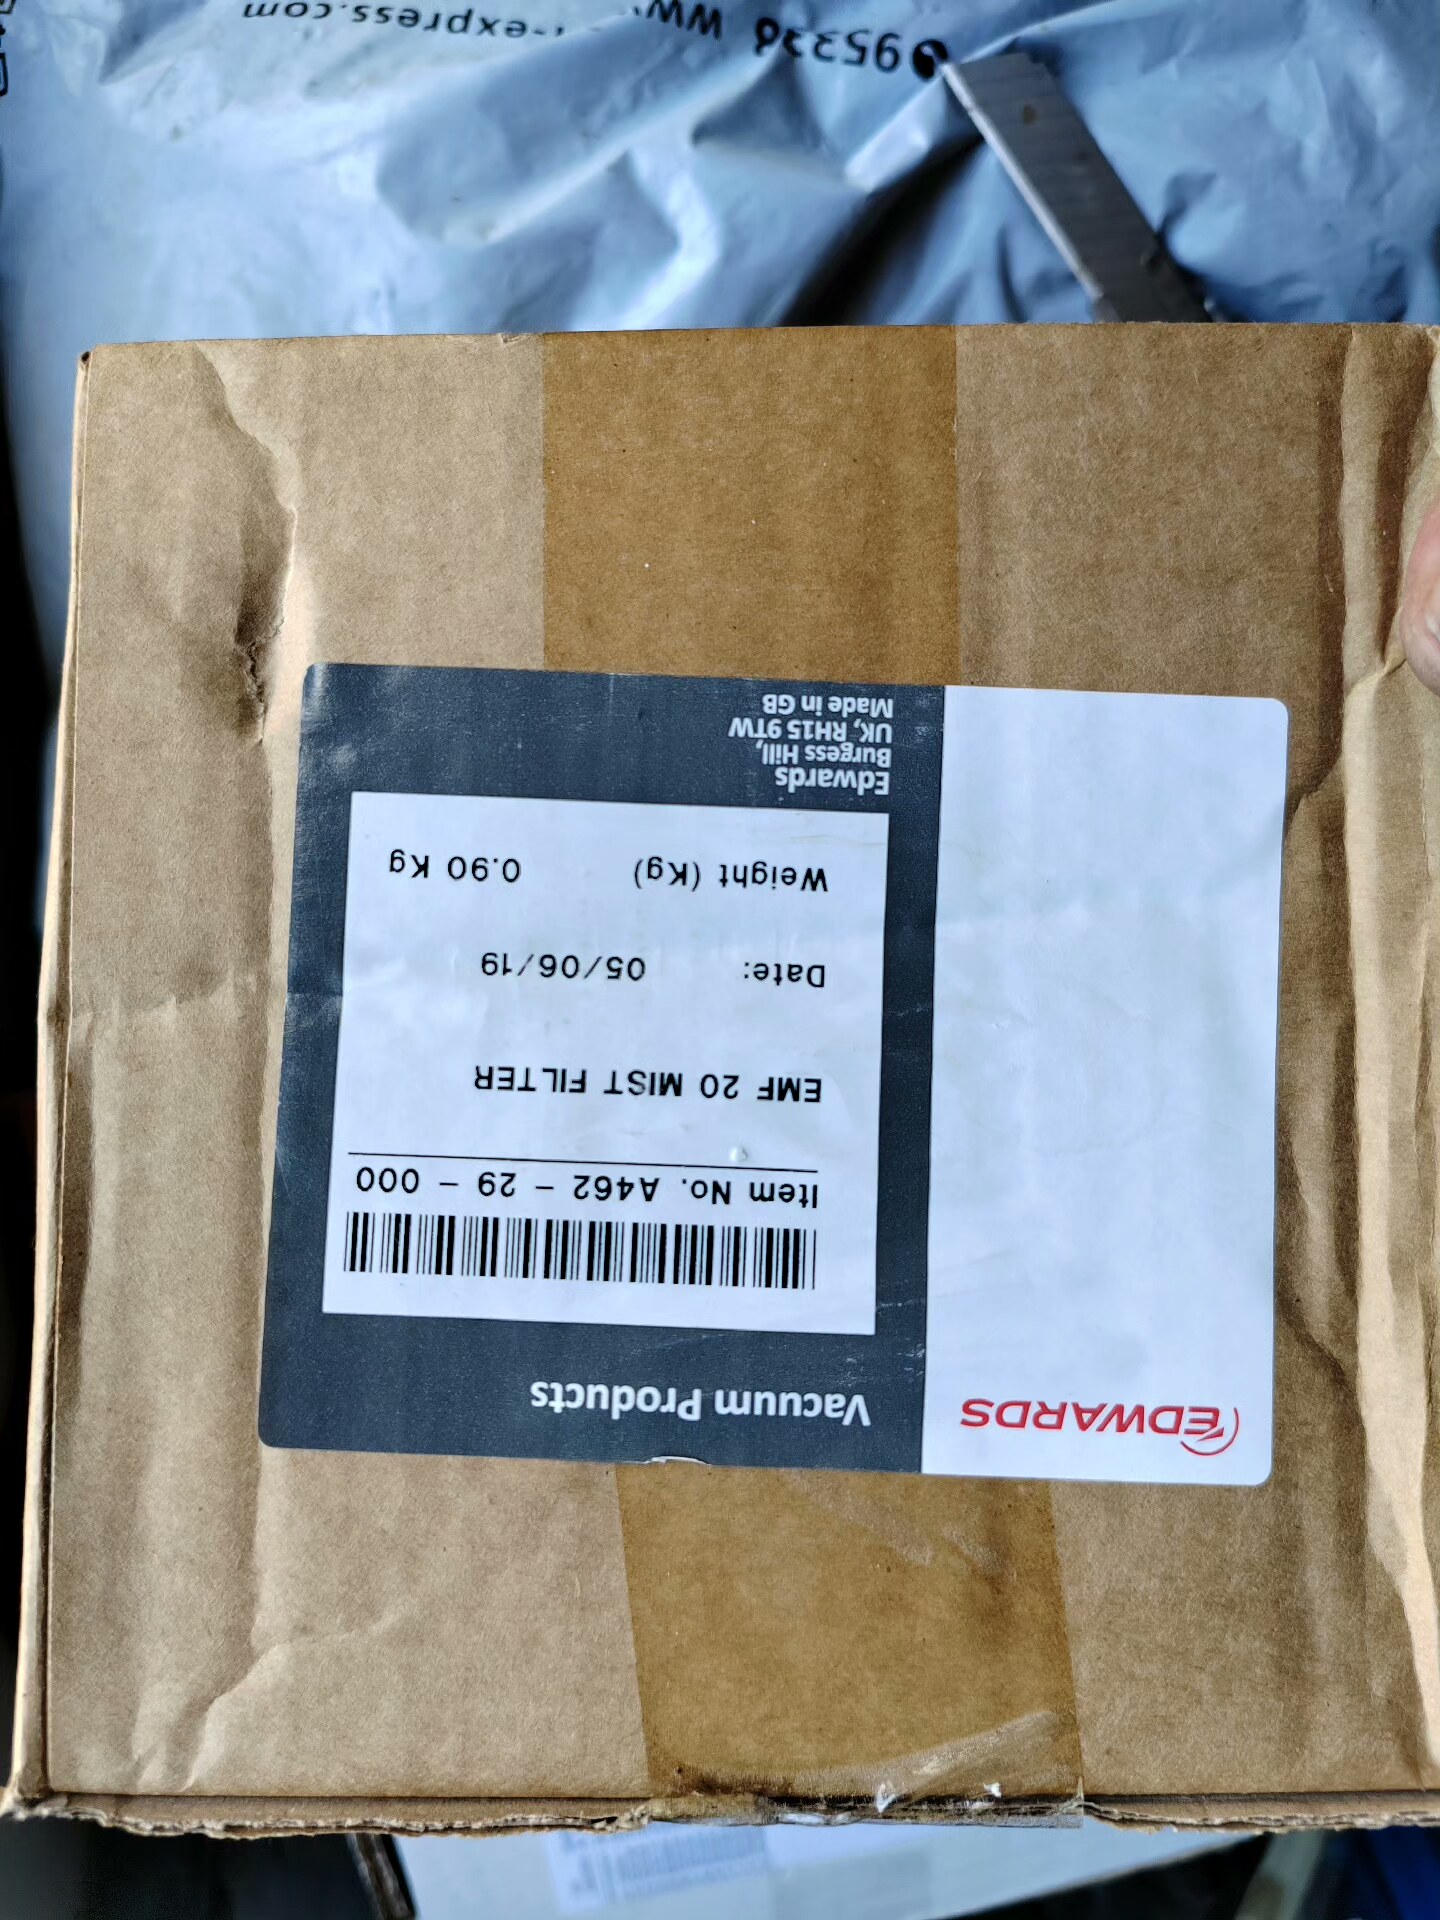 EDWARDS
Vacuum Products
Item No. A462 - 29 - 000
EMF 20 MIST FILTER
Date: 05/06/19
Weight (Kg) 0.90 Kg
Edwards
Burgess Hill,
UK, RH15 9TW
Made in GB